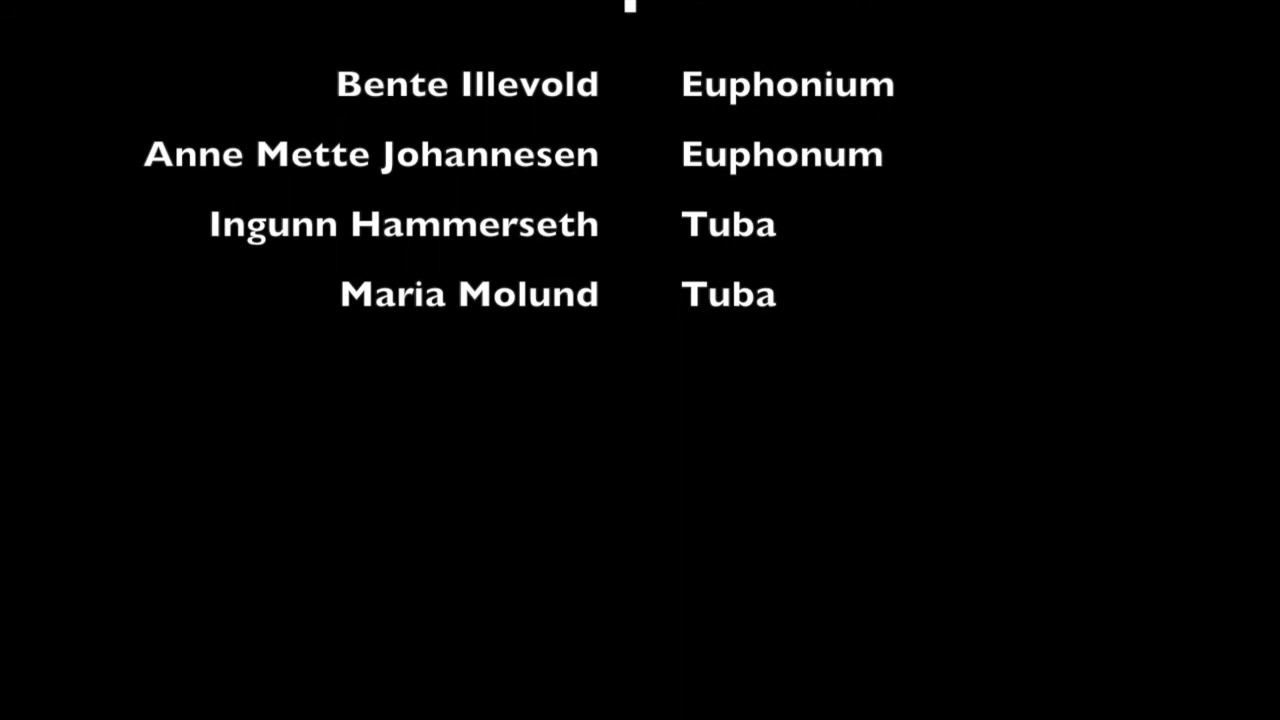 Bente Illevold Euphonium
Anne Mette Johannesen Euphonum
Ingunn Hammerseth Tuba
Maria Molund Tuba